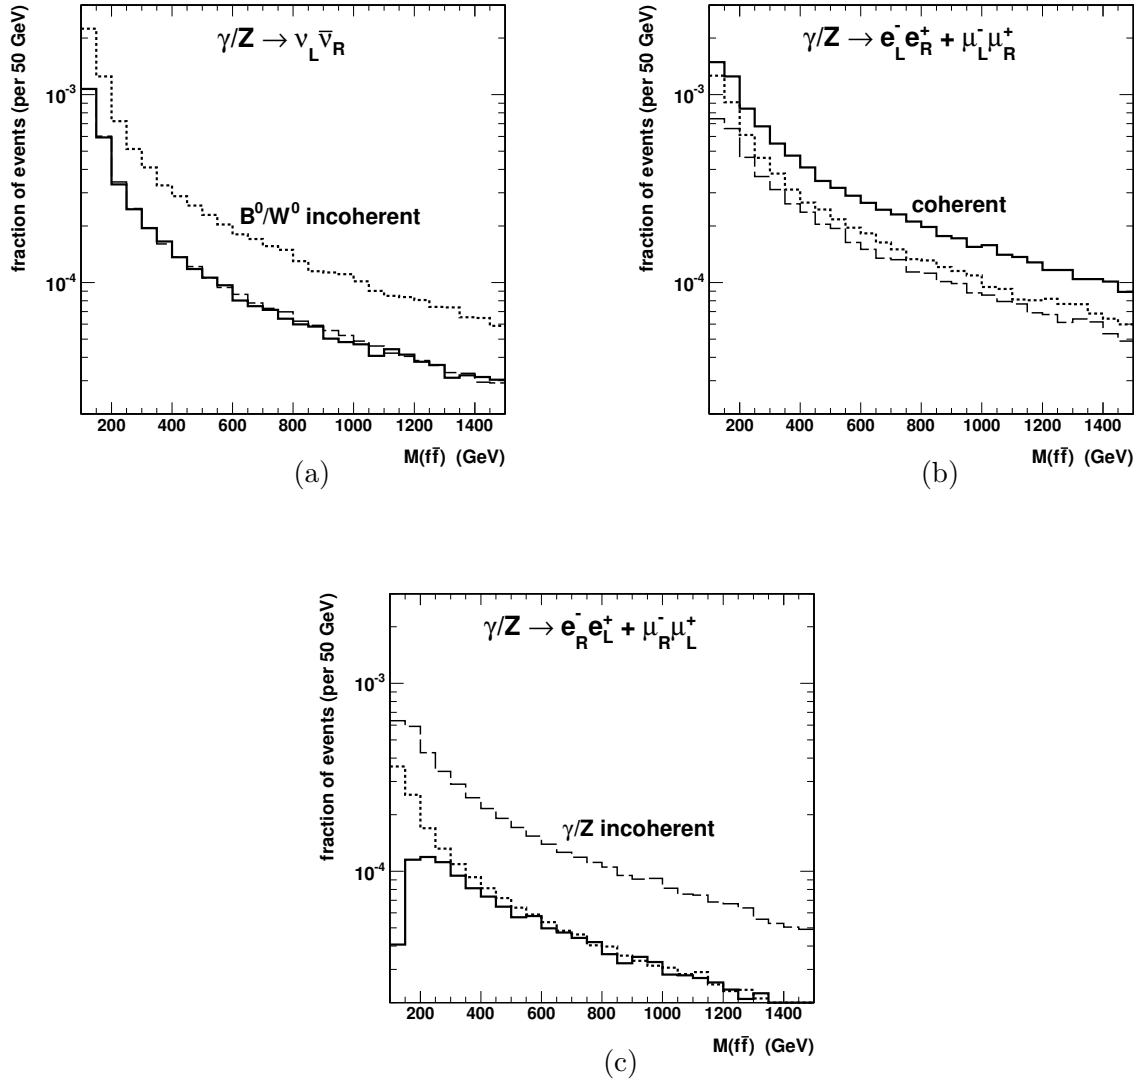 γ/Z → ν_L ν̄_R
fraction of events (per 50 GeV)
10⁻³
10⁻⁴
B⁰/W⁰ incoherent
200 400 600 800 1000 1200 1400
M(ff̄) (GeV)
(a)
γ/Z → e⁻_L e⁺_R + μ⁻_L μ⁺_R
fraction of events (per 50 GeV)
10⁻³
10⁻⁴
coherent
200 400 600 800 1000 1200 1400
M(ff̄) (GeV)
(b)
γ/Z → e⁻_R e⁺_L + μ⁻_R μ⁺_L
fraction of events (per 50 GeV)
10⁻³
10⁻⁴
γ/Z incoherent
200 400 600 800 1000 1200 1400
M(ff̄) (GeV)
(c)